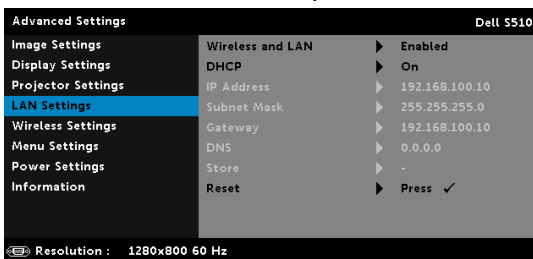 Advanced Settings Dell S510
Image Settings Wireless and LAN Enabled
Display Settings DHCP On
Projector Settings IP Address 192.168.100.10
LAN Settings Subnet Mask 255.255.255.0
Wireless Settings Gateway 192.168.100.10
Menu Settings DNS 0.0.0.0
Power Settings Store -
Information Reset Press ✓
Resolution : 1280x800 60 Hz